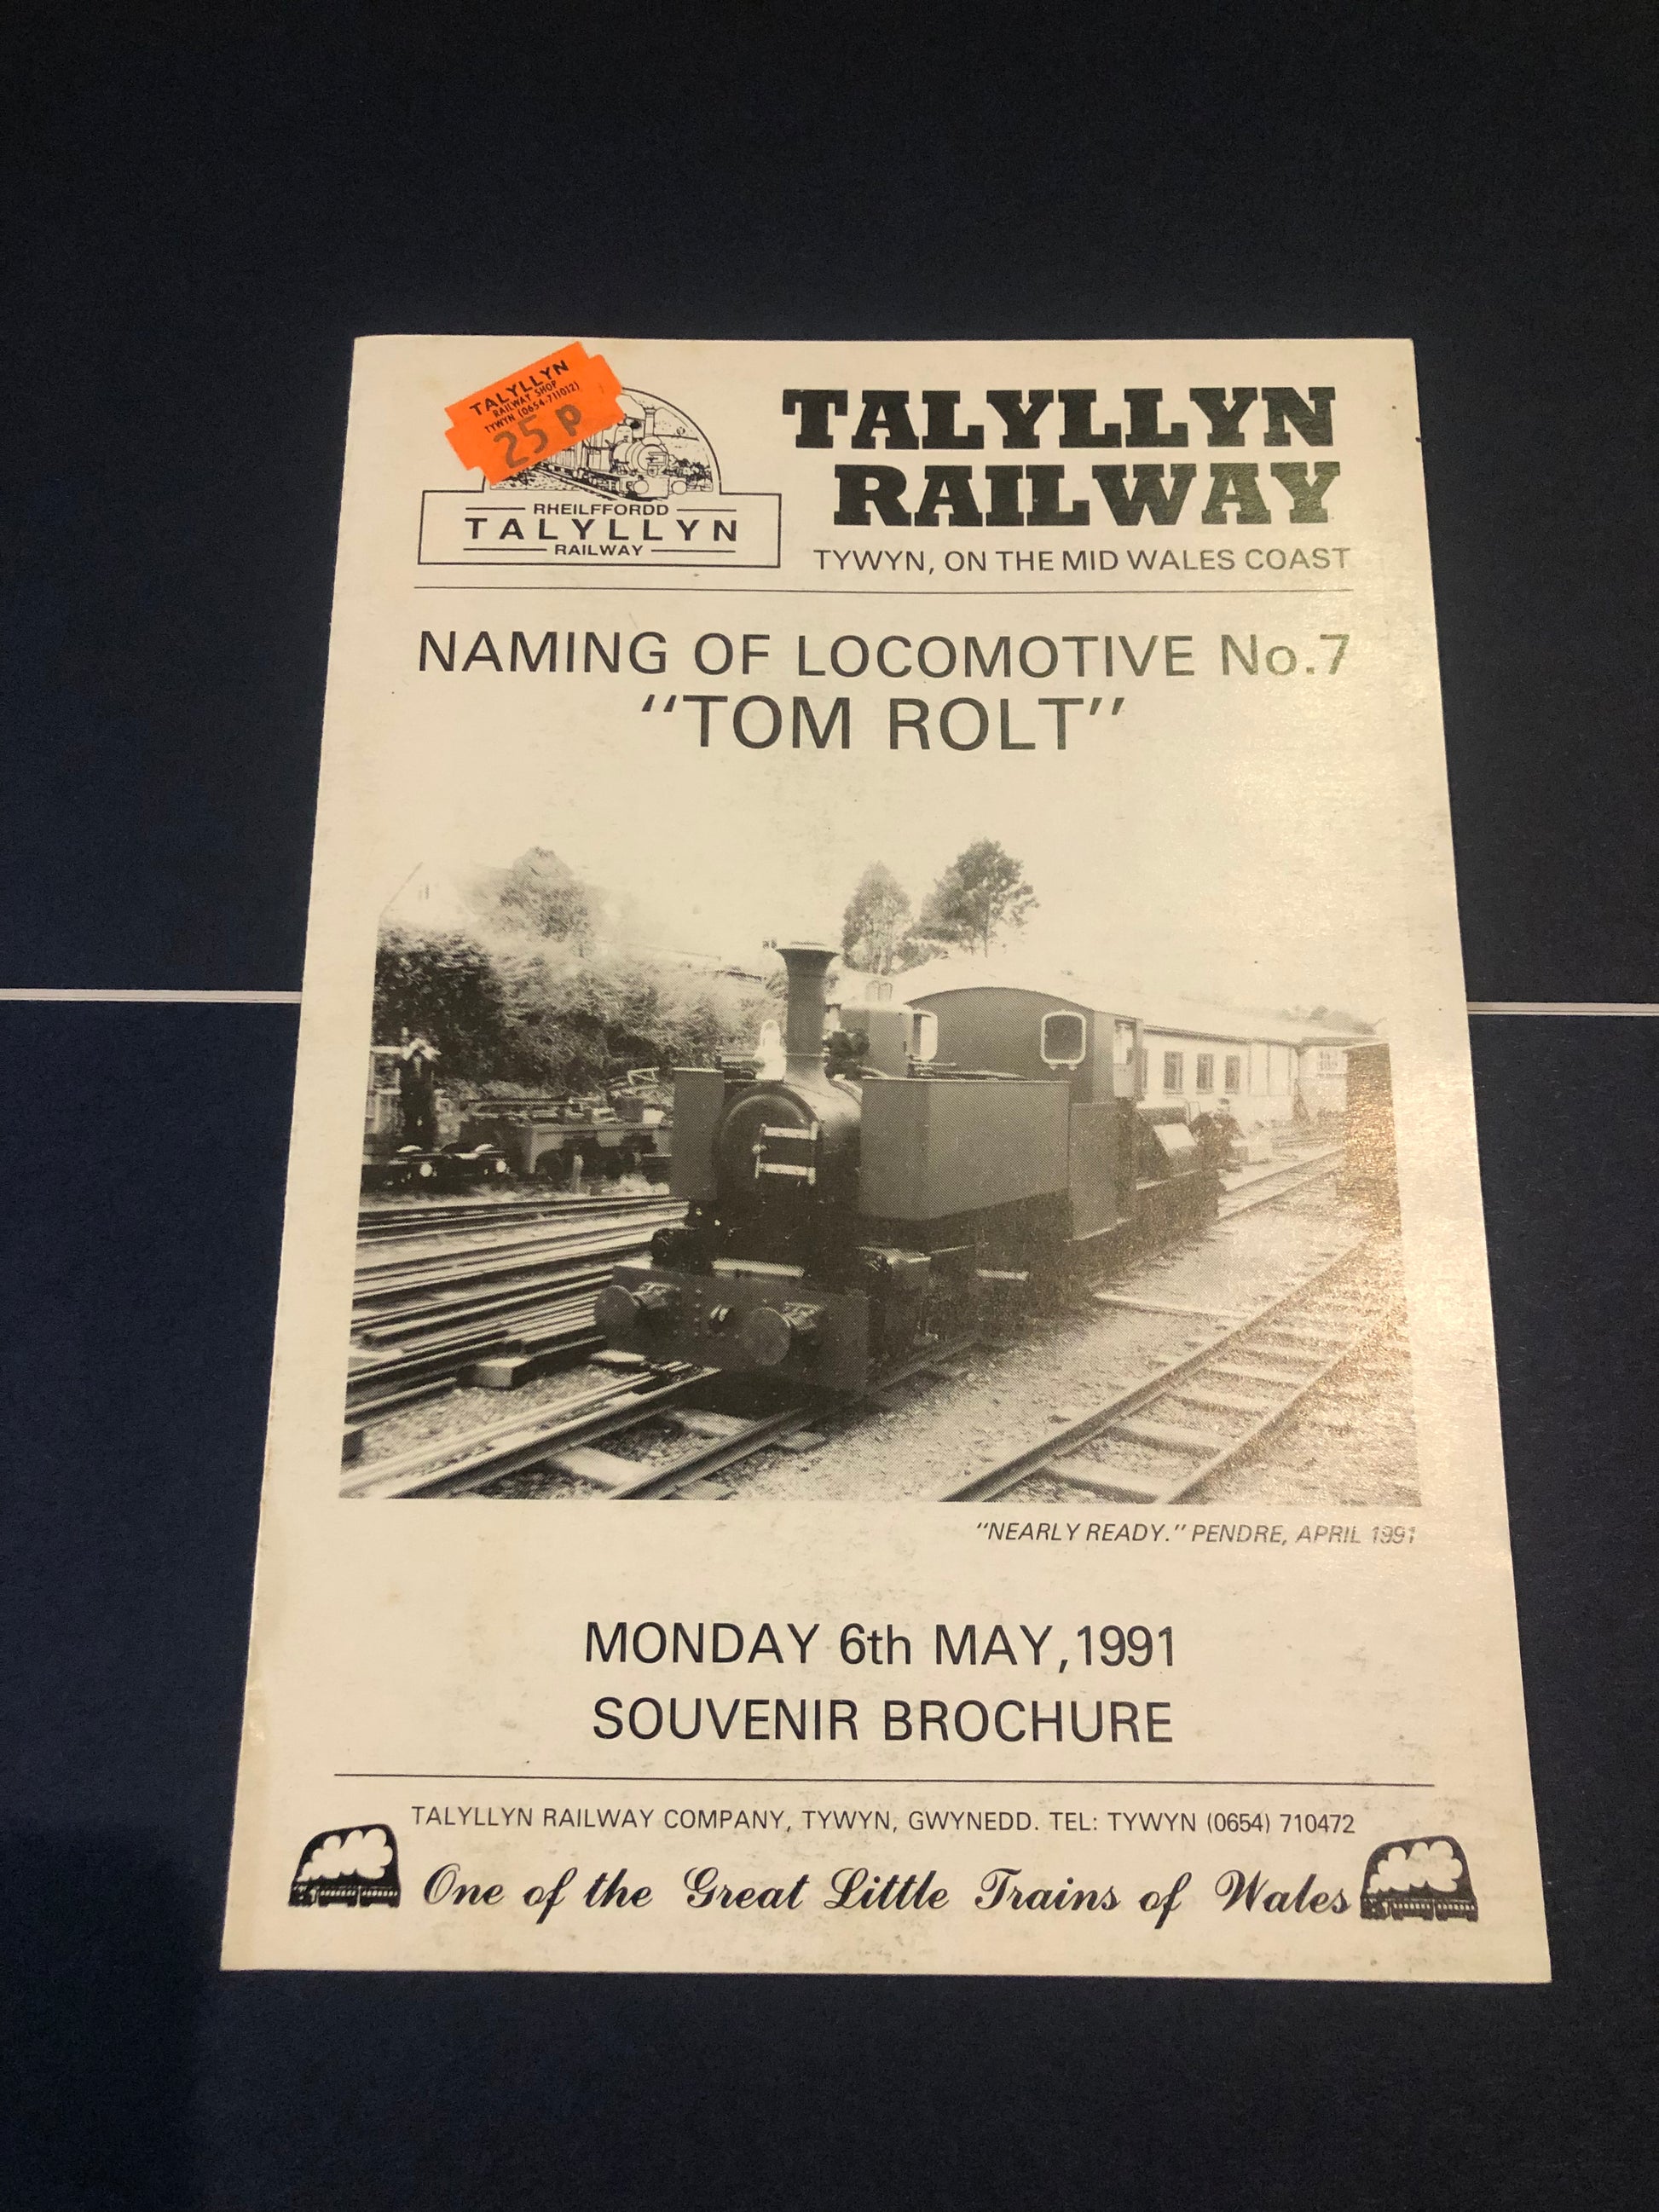 TALYLLYN
RAILWAY SHOP
TYWYN (0654-711012)
25 P
RHEILFFORDD
TALYLLYN
RAILWAY
TALYLLYN
RAILWAY
TYWYN, ON THE MID WALES COAST
NAMING OF LOCOMOTIVE No.7
"TOM ROLT"
"NEARLY READY." PENDRE, APRIL 1991
MONDAY 6th MAY,1991
SOUVENIR BROCHURE
TALYLLYN RAILWAY COMPANY, TYWYN, GWYNEDD. TEL: TYWYN (0654) 710472
One of the Great Little Trains of Wales